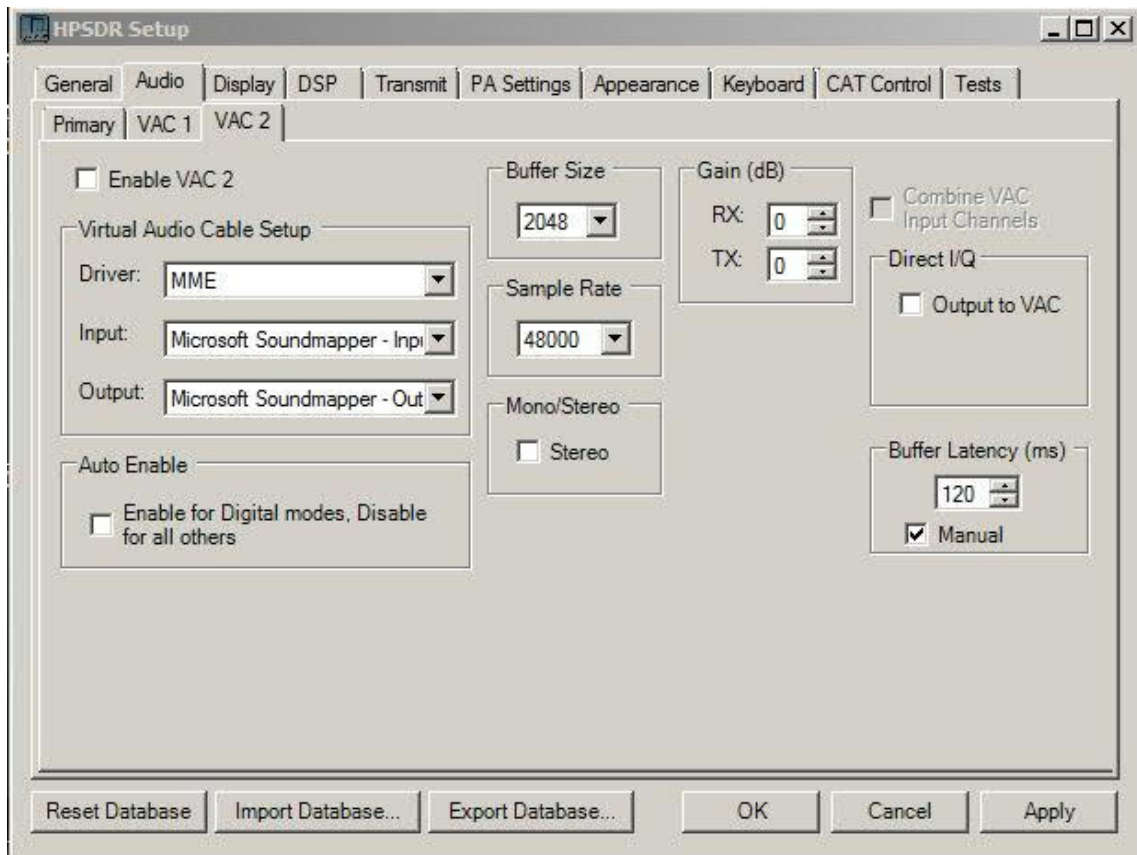 HPSDR Setup
General Audio Display DSP Transmit PA Settings Appearance Keyboard CAT Control Tests
Primary VAC 1 VAC 2
Enable VAC 2
Virtual Audio Cable Setup
Driver: MME
Input: Microsoft Soundmapper - Inpu
Output: Microsoft Soundmapper - Out
Auto Enable
Enable for Digital modes, Disable
for all others
Buffer Size
2048
Sample Rate
48000
Mono/Stereo
Stereo
Gain (dB)
RX: 0
TX: 0
Combine VAC
Input Channels
Direct I/Q
Output to VAC
Buffer Latency (ms)
120
Manual
Reset Database Import Database... Export Database... OK Cancel Apply